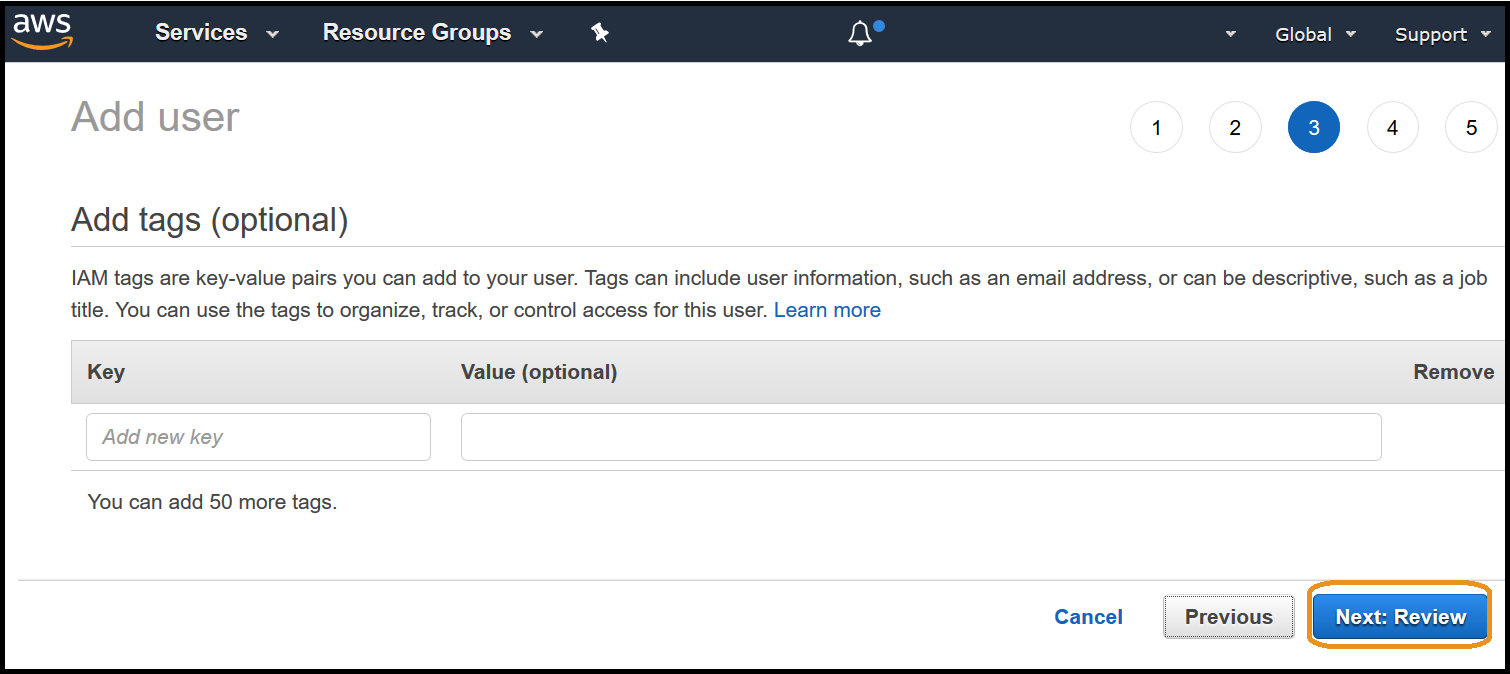 aws Services Resource Groups Global Support
Add user 1 2 3 4 5
Add tags (optional)
IAM tags are key-value pairs you can add to your user. Tags can include user information, such as an email address, or can be descriptive, such as a job
title. You can use the tags to organize, track, or control access for this user. Learn more
Key Value (optional) Remove
Add new key
You can add 50 more tags.
Cancel Previous Next: Review